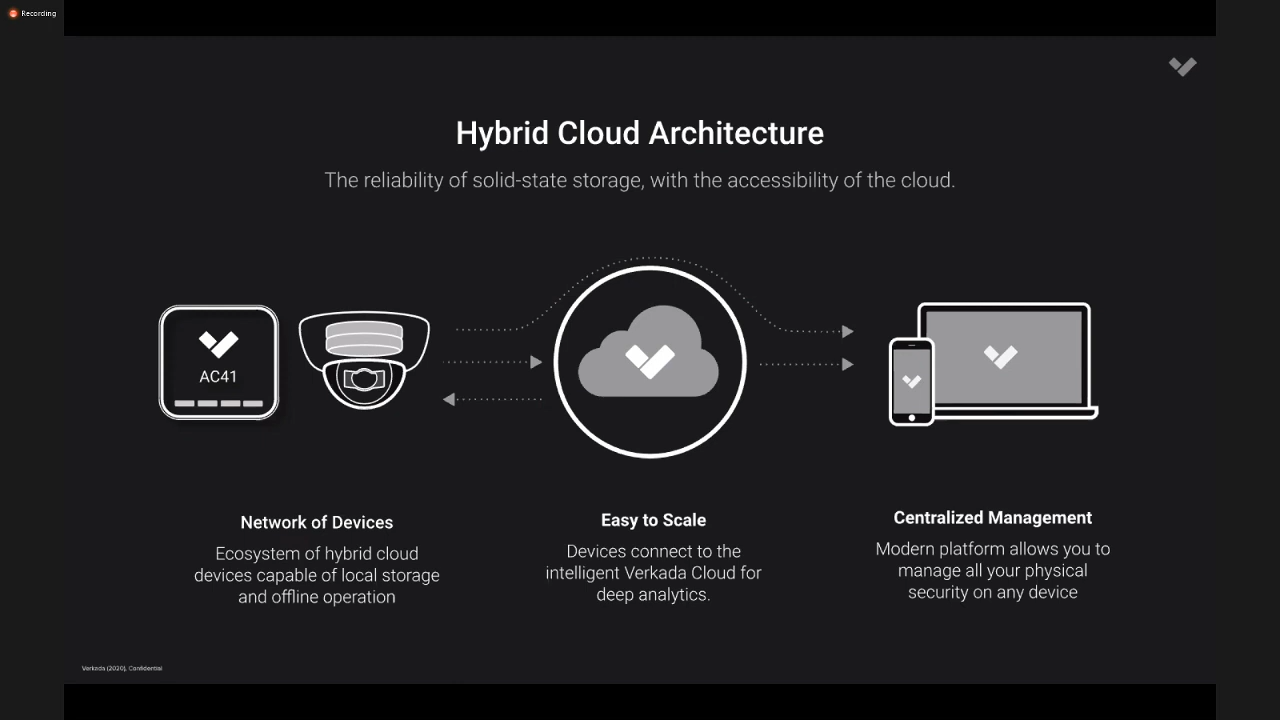 Recording
Hybrid Cloud Architecture
The reliability of solid-state storage, with the accessibility of the cloud.
AC41
Network of Devices
Ecosystem of hybrid cloud
devices capable of local storage
and offline operation
Easy to Scale
Devices connect to the
intelligent Verkada Cloud for
deep analytics.
Centralized Management
Modern platform allows you to
manage all your physical
security on any device
Verkada (2020), Confidential